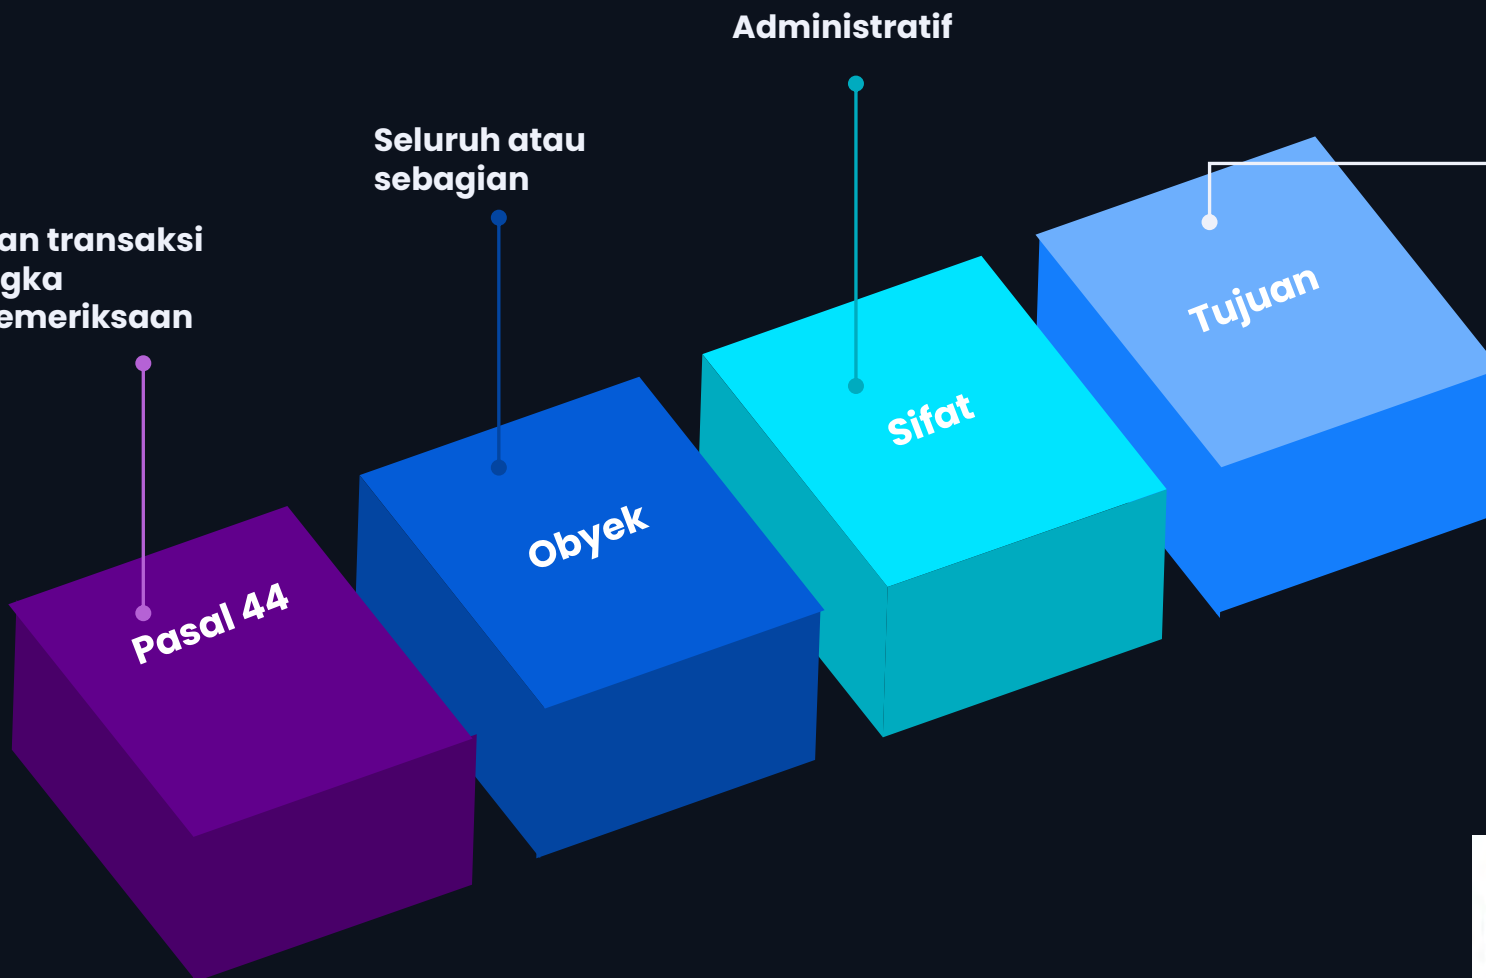 Administratif
Seluruh atau
sebagian
an transaksi
gka
emeriksaan
Tujuan
Sifat
Obyek
Pasal 44